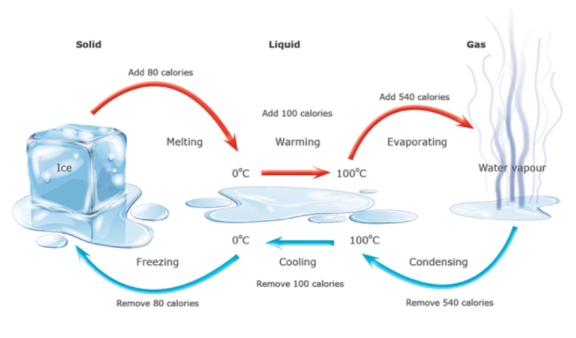 Solid
Liquid
Gas
Add 80 calories
Add 100 calories
Add 540 calories
Melting
Warming
Evaporating
Ice
0°C
100°C
Water vapour
0°C
100°C
Freezing
Cooling
Condensing
Remove 80 calories
Remove 100 calories
Remove 540 calories